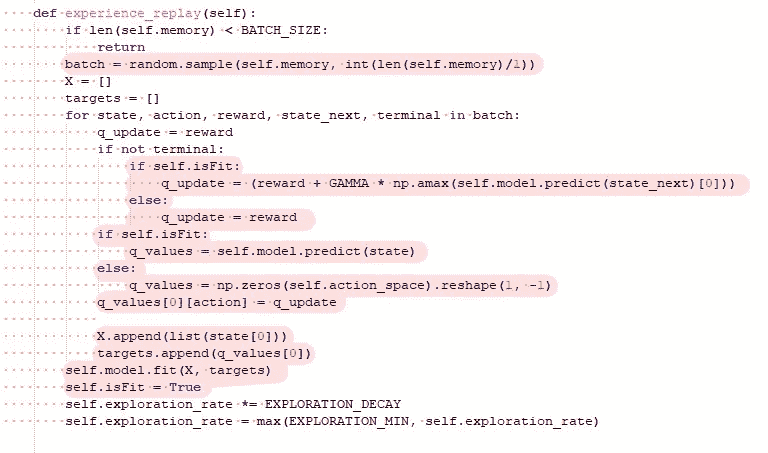 def experience_replay(self):
    if len(self.memory) < BATCH_SIZE:
        return
    batch = random.sample(self.memory, int(len(self.memory)/1))
    X = []
    targets = []
    for state, action, reward, state_next, terminal in batch:
        q_update = reward
        if not terminal:
            if self.isFit:
                q_update = (reward + GAMMA * np.amax(self.model.predict(state_next)[0]))
            else:
                q_update = reward
        if self.isFit:
            q_values = self.model.predict(state)
        else:
            q_values = np.zeros(self.action_space).reshape(1, -1)
        q_values[0][action] = q_update

        X.append(list(state[0]))
        targets.append(q_values[0])
    self.model.fit(X, targets)
    self.isFit = True
    self.exploration_rate *= EXPLORATION_DECAY
    self.exploration_rate = max(EXPLORATION_MIN, self.exploration_rate)